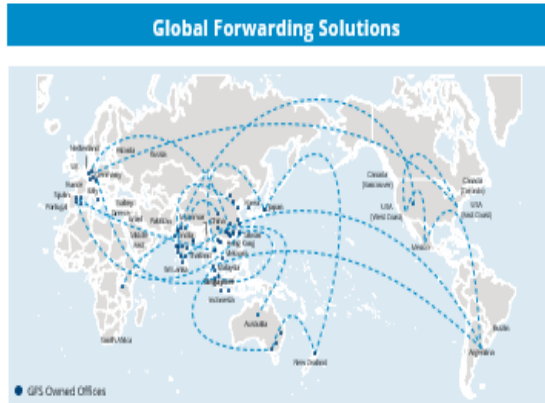 Global Forwarding Solutions
Netherland
UK
Germany
France
Italy
Spain
Portugal
Russia
Turkey
Greece
Israel
Pakistan
Myanmar
China
India
Thailand
Sri Lanka
Malaysia
Singapore
Indonesia
Hong Kong
Korea
Japan
South Africa
Australia
New Zealand
Canada
(Vancouver)
USA
(West Coast)
Canada
(Toronto)
USA
(East Coast)
Mexico
Brazil
Argentina
GFS Owned Offices